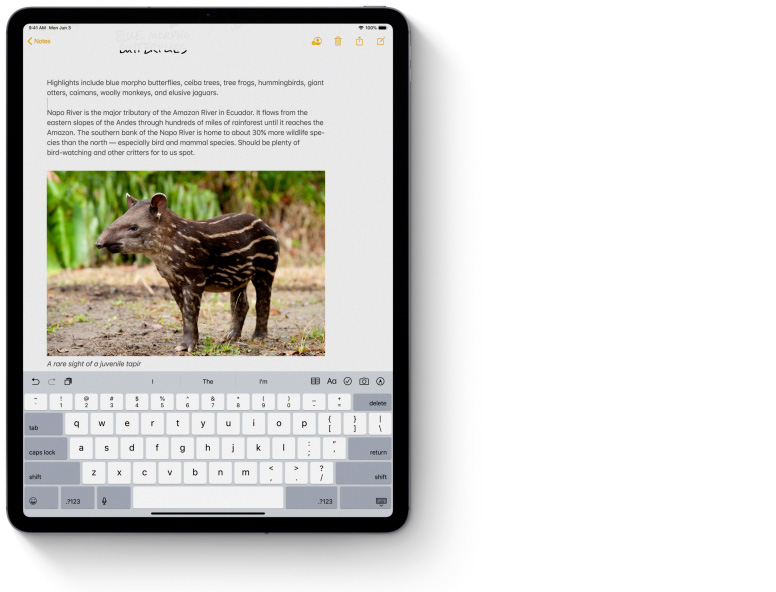 9:41 AM Mon Jun 3
100%
Notes
BLUE MORPHO
BUTTERFLIES
Highlights include blue morpho butterflies, ceiba trees, tree frogs, hummingbirds, giant
otters, caimans, woolly monkeys, and elusive jaguars.
Napo River is the major tributary of the Amazon River in Ecuador. It flows from the
eastern slopes of the Andes through hundreds of miles of rainforest until it reaches the
Amazon. The southern bank of the Napo River is home to about 30% more wildlife spe-
cies than the north — especially bird and mammal species. Should be plenty of
bird-watching and other critters for to us spot.
A rare sight of a juvenile tapir
I The I'm Aa
~ ! @ # $ % ^ & * ( ) _ +
` 1 2 3 4 5 6 7 8 9 0 - = delete
tab q w e r t y u i o p { [ } ] | \
caps lock a s d f g h j k l : ; " ' return
shift z x c v b n m < , > . ? / shift
.?123 .?123